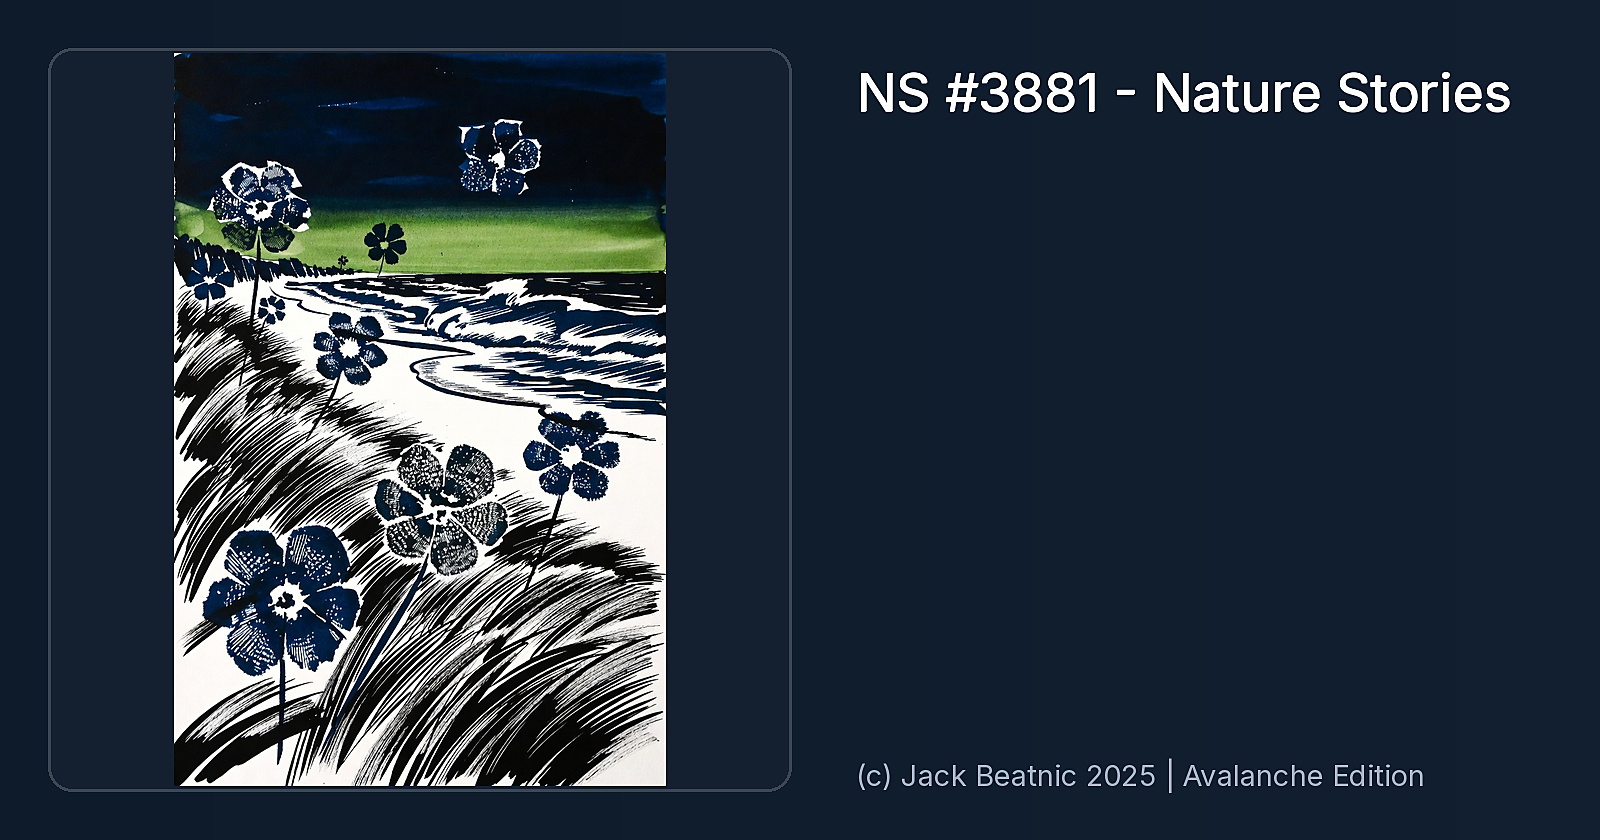 NS #3881 - Nature Stories
(c) Jack Beatnic 2025 | Avalanche Edition